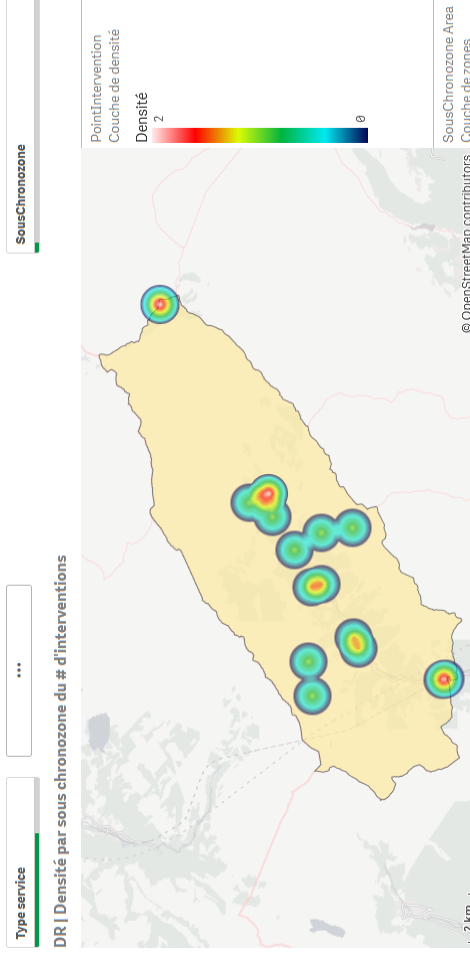 Type service
...
SousChronozone
DR | Densité par sous chronozone du # d'interventions
PointIntervention
Couche de densité
Densité
2
0
SousChronozone Area
Couche de zones
2 km
© OpenStreetMap contributors